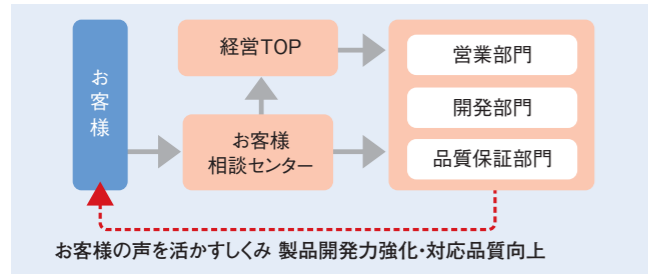 お客様
経営TOP
お客様
相談センター
営業部門
開発部門
品質保証部門
お客様の声を活かすしくみ 製品開発力強化・対応品質向上